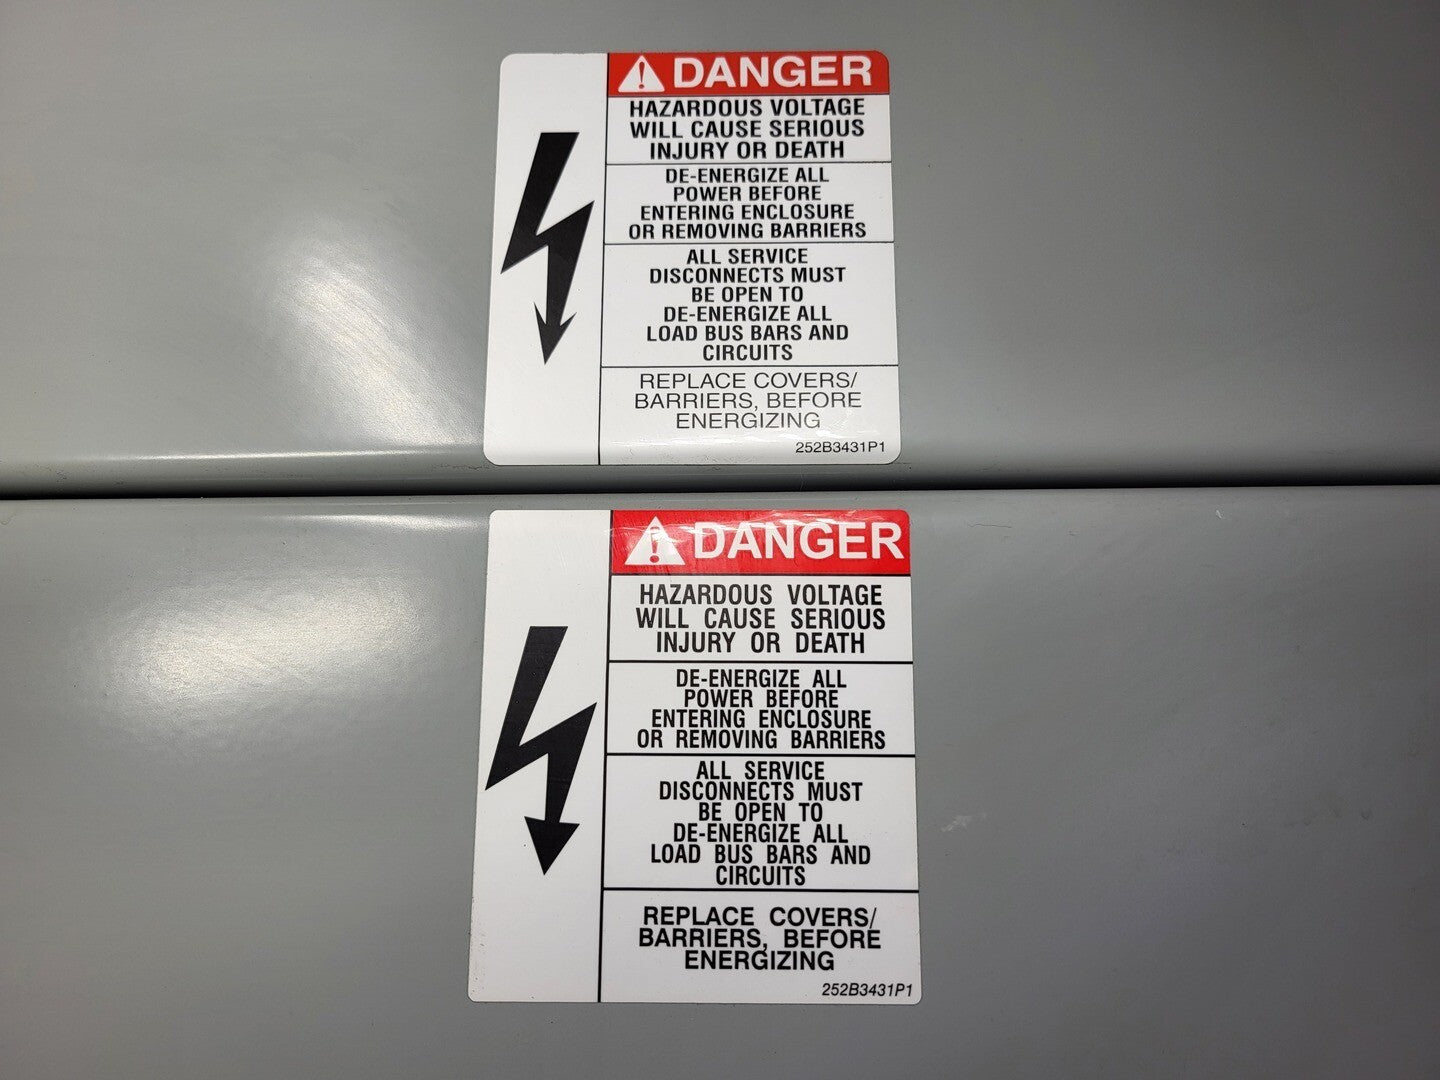 DANGER
HAZARDOUS VOLTAGE
WILL CAUSE SERIOUS
INJURY OR DEATH
DE-ENERGIZE ALL
POWER BEFORE
ENTERING ENCLOSURE
OR REMOVING BARRIERS
ALL SERVICE
DISCONNECTS MUST
BE OPEN TO
DE-ENERGIZE ALL
LOAD BUS BARS AND
CIRCUITS
REPLACE COVERS/
BARRIERS, BEFORE
ENERGIZING
252B3431P1
DANGER
HAZARDOUS VOLTAGE
WILL CAUSE SERIOUS
INJURY OR DEATH
DE-ENERGIZE ALL
POWER BEFORE
ENTERING ENCLOSURE
OR REMOVING BARRIERS
ALL SERVICE
DISCONNECTS MUST
BE OPEN TO
DE-ENERGIZE ALL
LOAD BUS BARS AND
CIRCUITS
REPLACE COVERS/
BARRIERS, BEFORE
ENERGIZING
252B3431P1